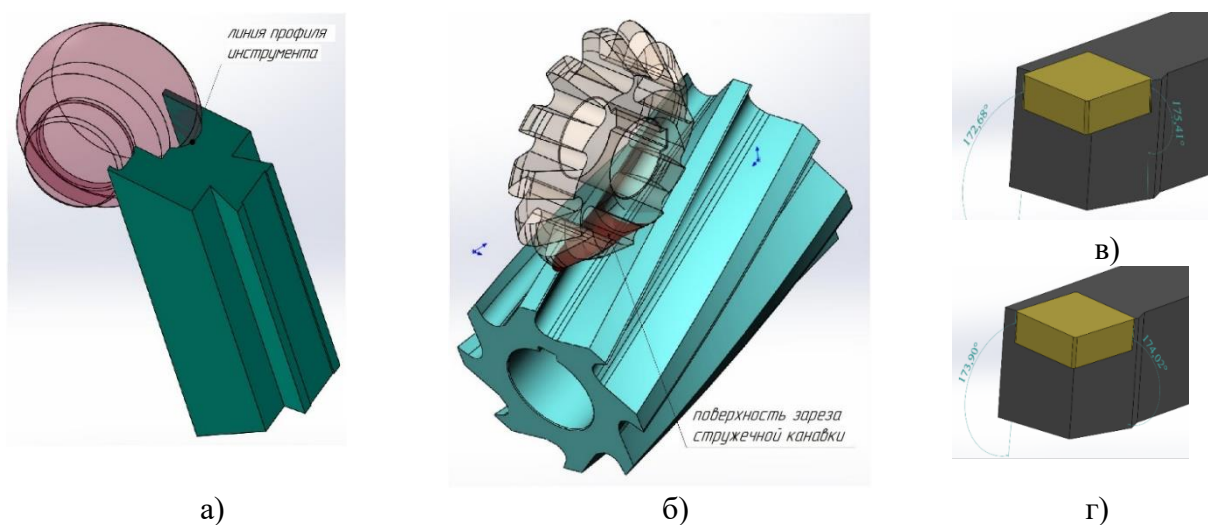 линия профиля
инструмента
а)
поверхность зареза
стружечной канавки
б)
172,68°
175,41°
в)
173,90°
174,02°
г)